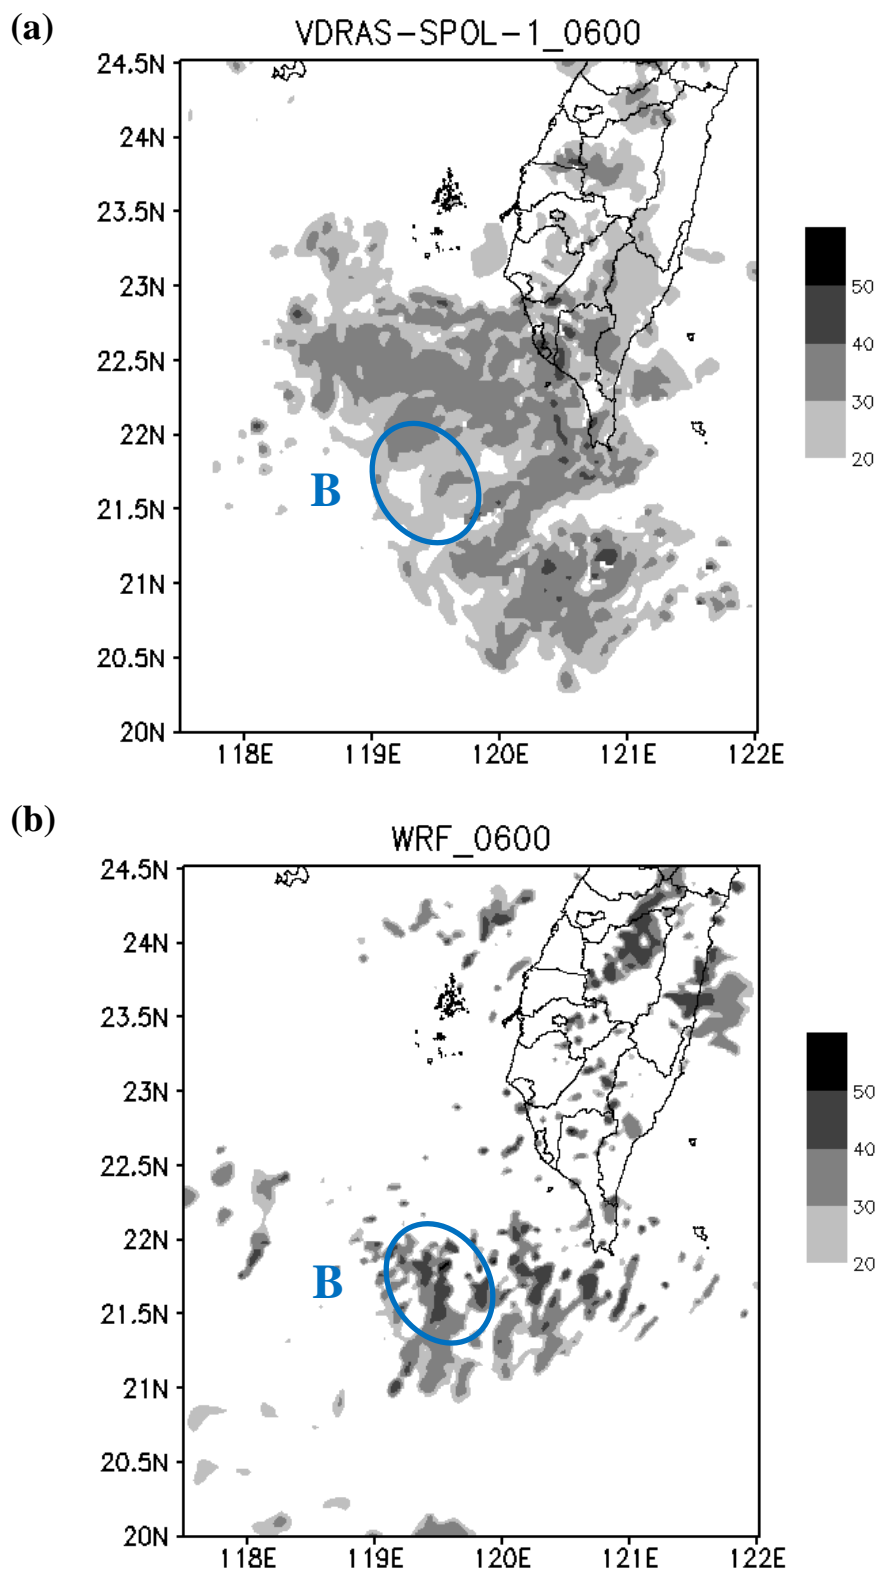 (a)
VDRAS-SPOL-1_0600
24.5N
24N
23.5N
23N
22.5N
22N
21.5N
21N
20.5N
20N
118E 119E 120E 121E 122E
B
50
40
30
20
(b)
WRF_0600
24.5N
24N
23.5N
23N
22.5N
22N
21.5N
21N
20.5N
20N
118E 119E 120E 121E 122E
B
50
40
30
20